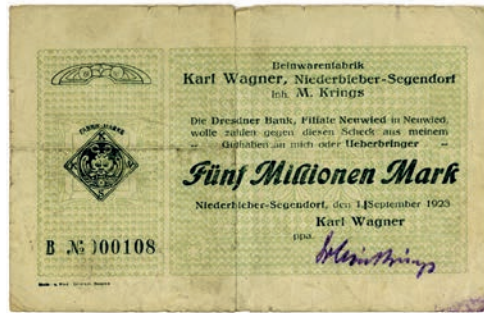 Beinwarenfabrik
Karl Wagner, Niederbieber-Segendorf
Inh. M. Krings
Die Dresdner Bank, Filiale Neuwied in Neuwied,
wolle zahlen gegen diesen Scheck aus meinem
Guthaben an mich oder Ueberbringer
Fünf Millionen Mark
Niederbieber-Segendorf, den 1. September 1923
Karl Wagner
ppa.
B № 000108